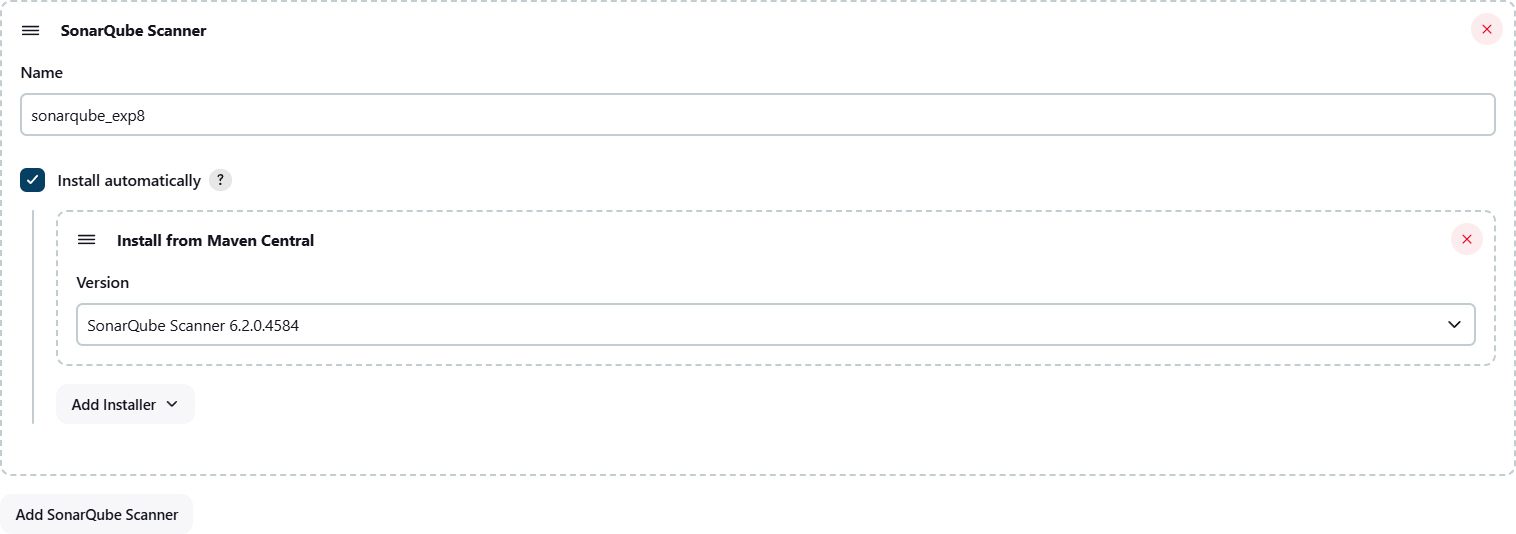 SonarQube Scanner
Name
sonarqube_exp8
Install automatically ?
Install from Maven Central
Version
SonarQube Scanner 6.2.0.4584
Add Installer
Add SonarQube Scanner